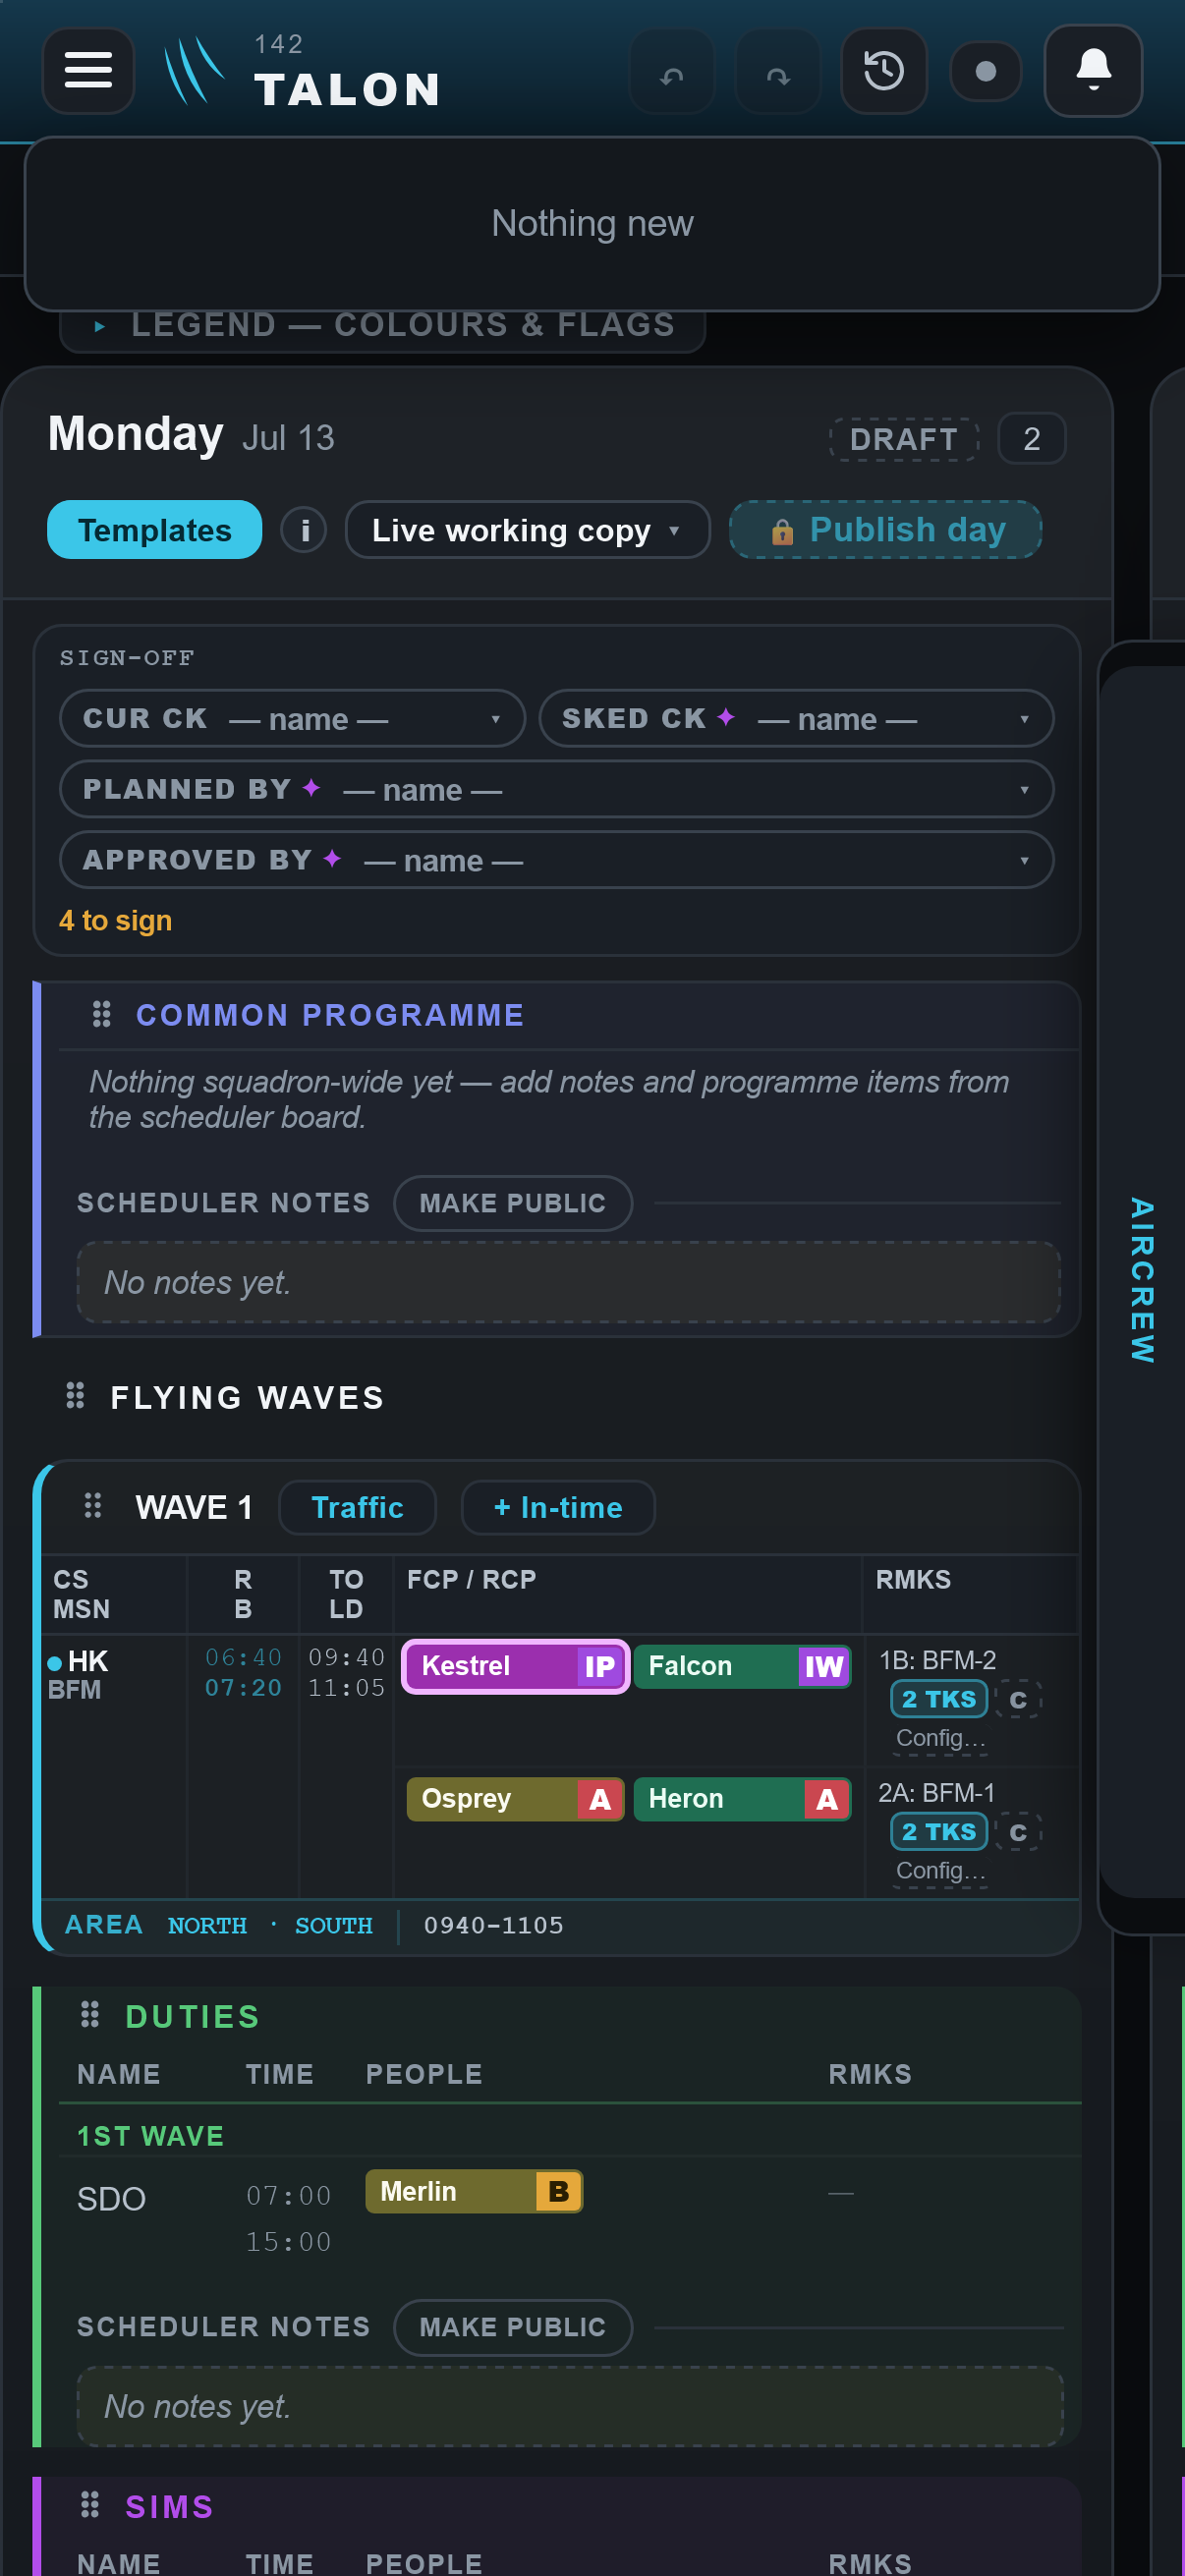 142
TALON
Nothing new
LEGEND — COLOURS & FLAGS
Monday Jul 13 DRAFT 2
Templates i Live working copy Publish day
SIGN-OFF
CUR CK — name — SKED CK — name —
PLANNED BY — name —
APPROVED BY — name —
4 to sign
COMMON PROGRAMME
Nothing squadron-wide yet — add notes and programme items from
the scheduler board.
SCHEDULER NOTES MAKE PUBLIC
No notes yet.
AIRCREW
FLYING WAVES
WAVE 1 Traffic + In-time
CS R TO FCP / RCP RMKS
MSN B LD
HK 06:40 09:40 Kestrel IP Falcon IW 1B: BFM-2
BFM 07:20 11:05 2 TKS C
Config...
Osprey A Heron A 2A: BFM-1
2 TKS C
Config...
AREA NORTH · SOUTH 0940-1105
DUTIES
NAME TIME PEOPLE RMKS
1ST WAVE
SDO 07:00 Merlin B —
15:00
SCHEDULER NOTES MAKE PUBLIC
No notes yet.
SIMS
NAME TIME PEOPLE RMKS